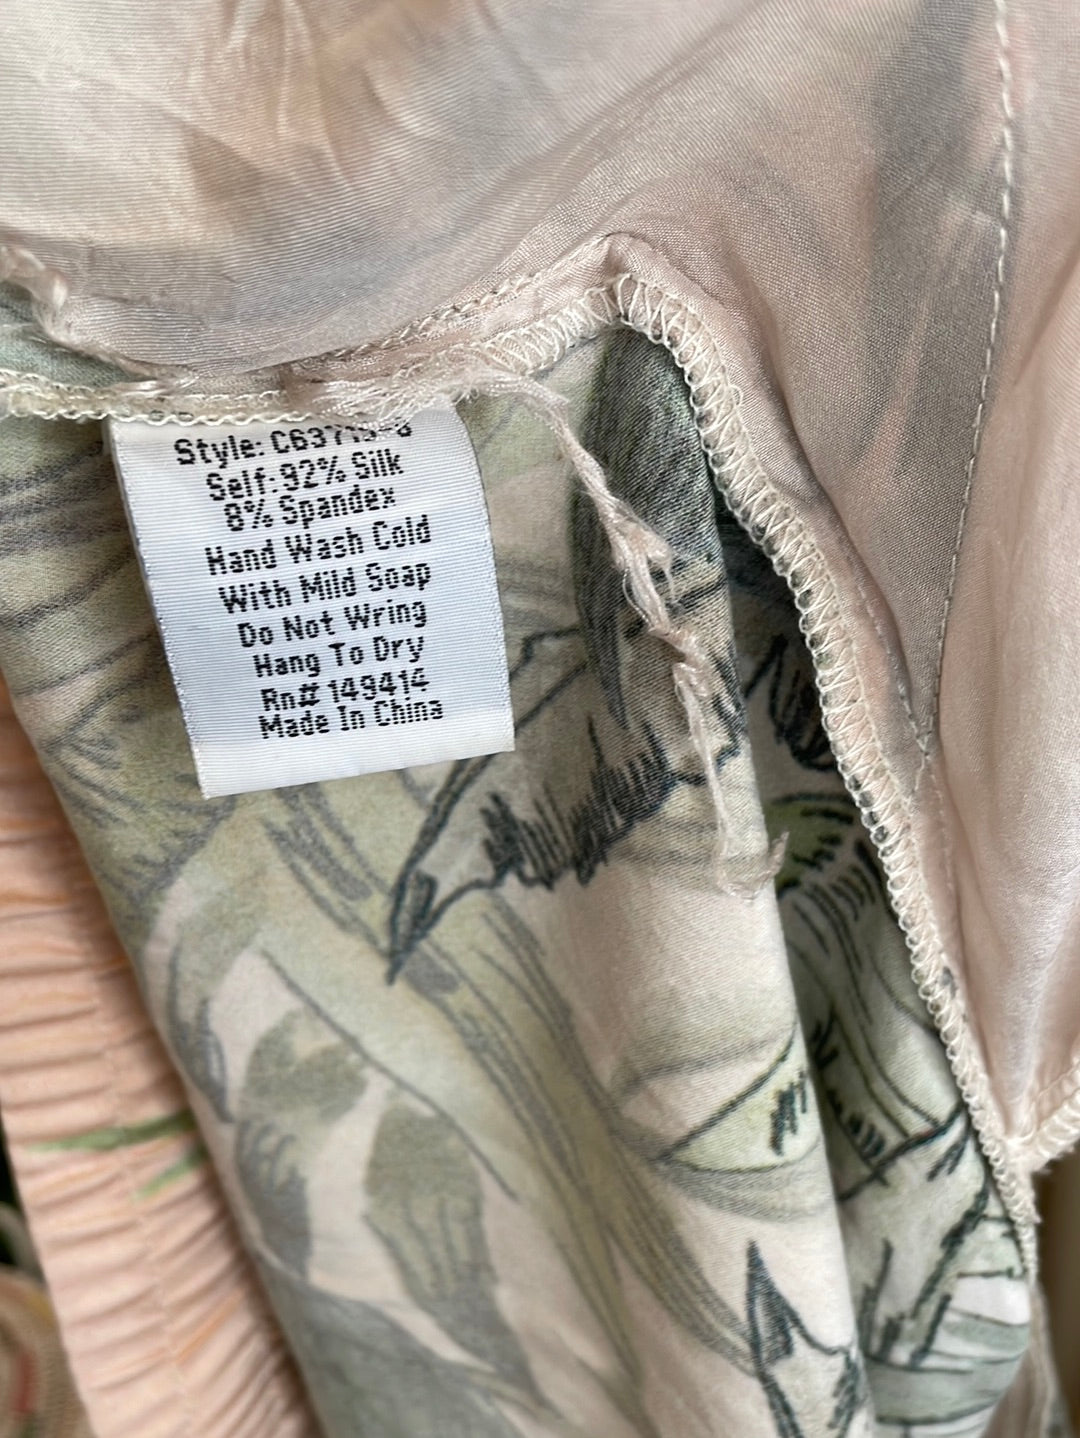 Style:
Self: 92% Silk
8% Spandex
Hand Wash Cold
With Mild Soap
Do Not Wring
Hang To Dry
Rn# 149414
Made In China